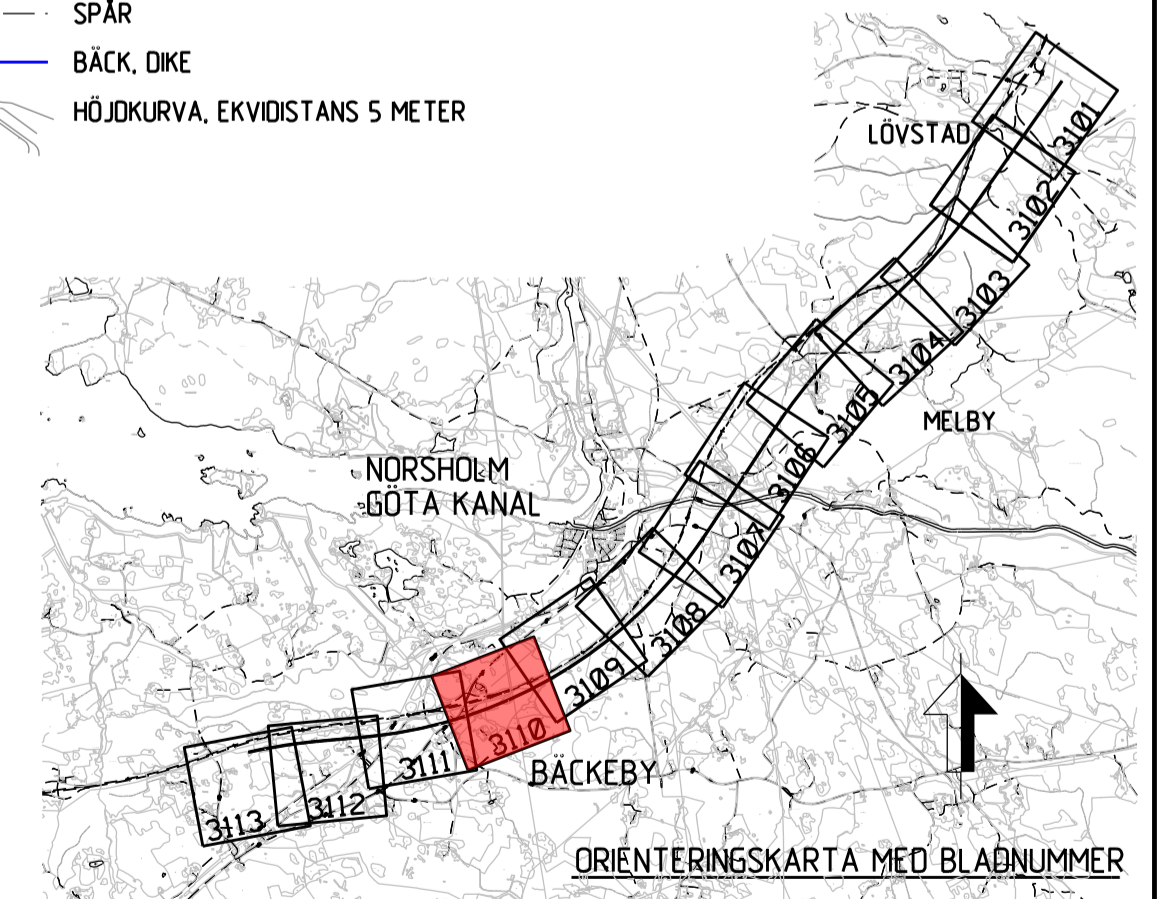 SPÅR
BÄCK, DIKE
HÖJDKURVA, EKVIDISTANS 5 METER
LÖVSTAD
3101
3102
3103
3104
MELBY
3105
3106
NORSHOLM
GÖTA KANAL
3107
3108
3109
3110
BÄCKEBY
3111
3112
3113
ORIENTERINGSKARTA MED BLADNUMMER